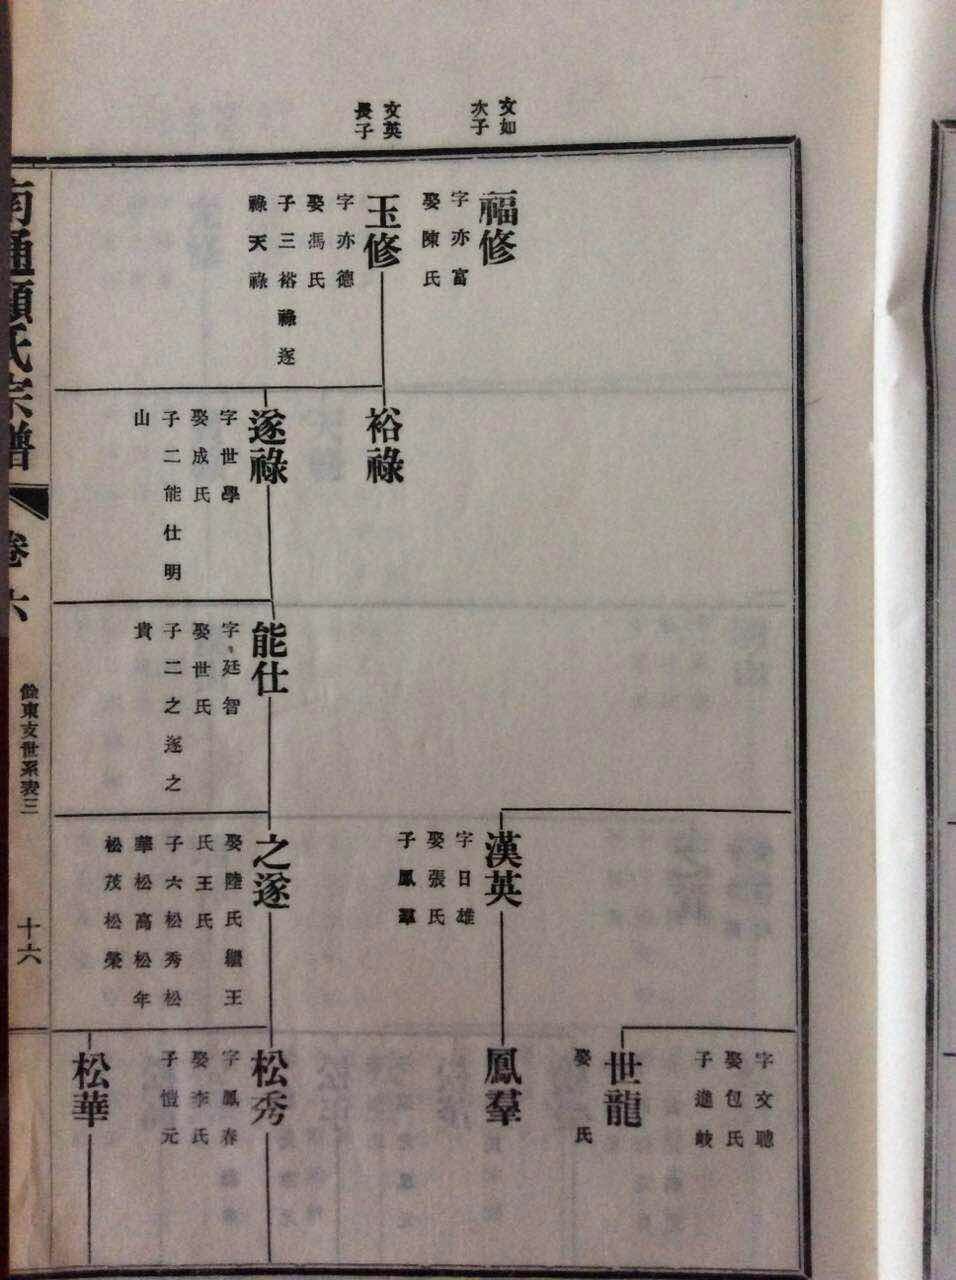 文如
次子
文英
長子
福修
字亦富
娶陳氏
玉修
字亦德
娶馮氏
子三裕祿遂
祿天祿
裕祿
遂祿
字世學
娶成氏
子二能仕明
山
能仕
字廷智
娶世氏
子二之遂之
貴
漢英
字日雄
娶張氏
子鳳羣
之遂
娶陸氏繼王
氏王氏
子六松秀松
華松高松年
松茂松榮
字文聰
娶包氏
子進岐
世龍
娶 氏
鳳羣
松秀
字鳳春
娶李氏
子愷元
松華
南通顧氏宗譜
卷六
餘東支世系表三
十六